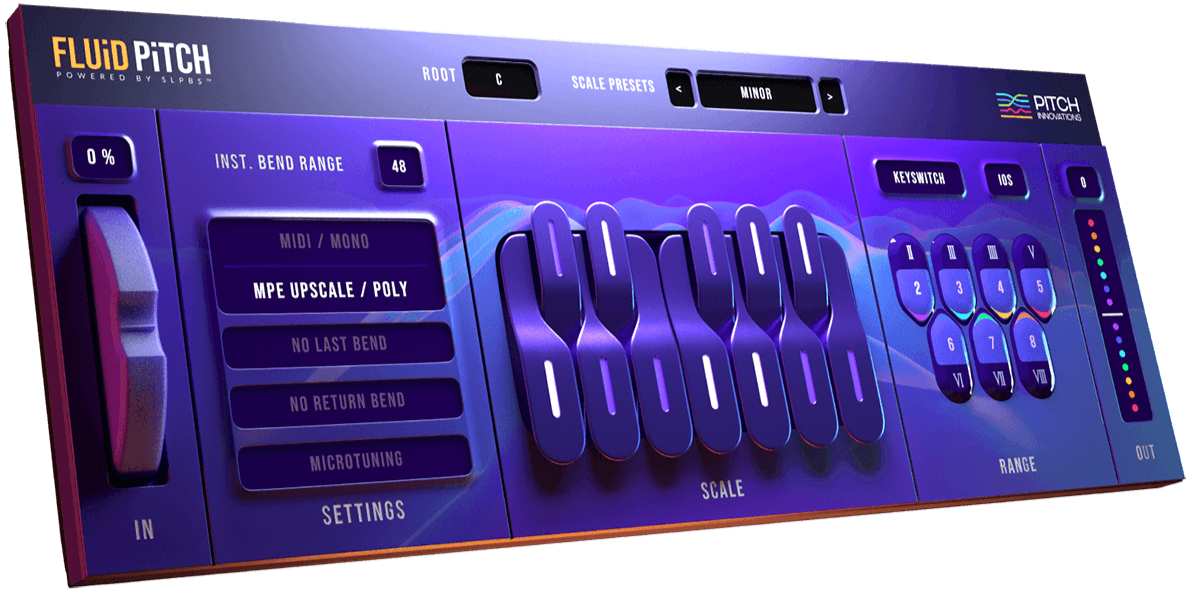 FLUiD PiTCH
POWERED BY SLPBS™
ROOT
C
SCALE PRESETS
<
MINOR
>
PITCH
INNOVATIONS
0 %
IN
INST. BEND RANGE
48
MIDI / MONO
MPE UPSCALE / POLY
NO LAST BEND
NO RETURN BEND
MICROTUNING
SETTINGS
SCALE
KEYSWITCH
IOS
II III IIII V
2 3 4 5
6 7 8
VI VII VIII
RANGE
0
OUT